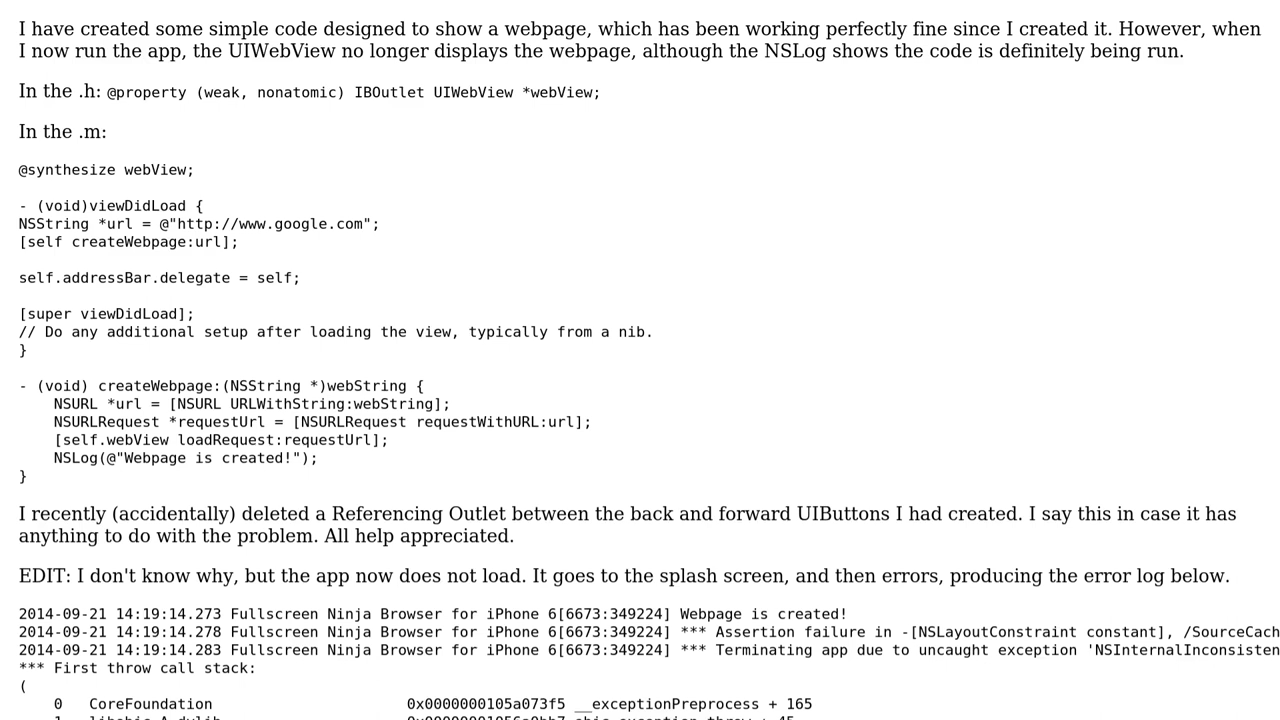 I have created some simple code designed to show a webpage, which has been working perfectly fine since I created it. However, when
I now run the app, the UIWebView no longer displays the webpage, although the NSLog shows the code is definitely being run.
In the .h: @property (weak, nonatomic) IBOutlet UIWebView *webView;
In the .m:
@synthesize webView;
- (void)viewDidLoad {
NSString *url = @"http://www.google.com";
[self createWebpage:url];
self.addressBar.delegate = self;
[super viewDidLoad];
// Do any additional setup after loading the view, typically from a nib.
}
- (void) createWebpage:(NSString *)webString {
NSURL *url = [NSURL URLWithString:webString];
NSURLRequest *requestUrl = [NSURLRequest requestWithURL:url];
[self.webView loadRequest:requestUrl];
NSLog(@"Webpage is created!");
}
I recently (accidentally) deleted a Referencing Outlet between the back and forward UIButtons I had created. I say this in case it has
anything to do with the problem. All help appreciated.
EDIT: I don't know why, but the app now does not load. It goes to the splash screen, and then errors, producing the error log below.
2014-09-21 14:19:14.273 Fullscreen Ninja Browser for iPhone 6[6673:349224] Webpage is created!
2014-09-21 14:19:14.278 Fullscreen Ninja Browser for iPhone 6[6673:349224] *** Assertion failure in -[NSLayoutConstraint constant], /SourceCach
2014-09-21 14:19:14.283 Fullscreen Ninja Browser for iPhone 6[6673:349224] *** Terminating app due to uncaught exception 'NSInternalInconsisten
*** First throw call stack:
(
0 CoreFoundation 0x0000000105a073f5 __exceptionPreprocess + 165